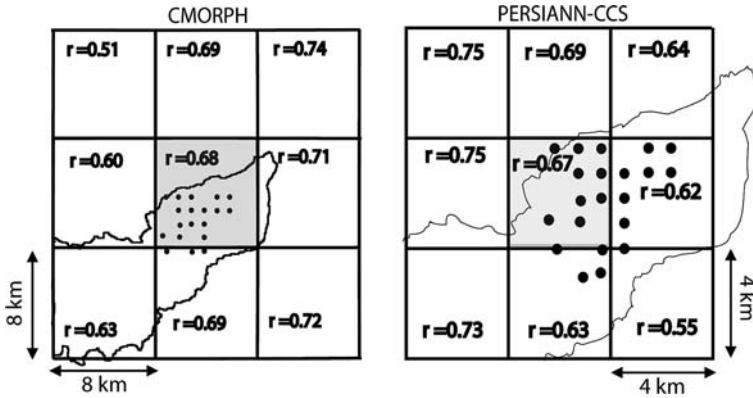 CMORPH
r=0.51 r=0.69 r=0.74
r=0.60 r=0.68 r=0.71
r=0.63 r=0.69 r=0.72
8 km
8 km
PERSIANN-CCS
r=0.75 r=0.69 r=0.64
r=0.75 r=0.67 r=0.62
r=0.73 r=0.63 r=0.55
4 km
4 km